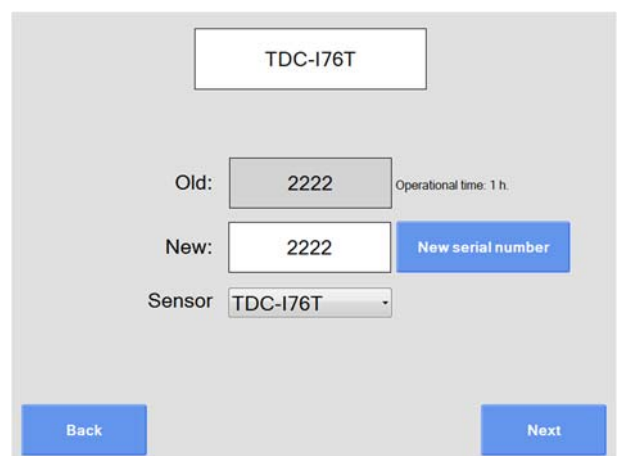 TDC-I76T
Old: 2222 Operational time: 1 h.
New: 2222 New serial number
Sensor TDC-I76T
Back Next